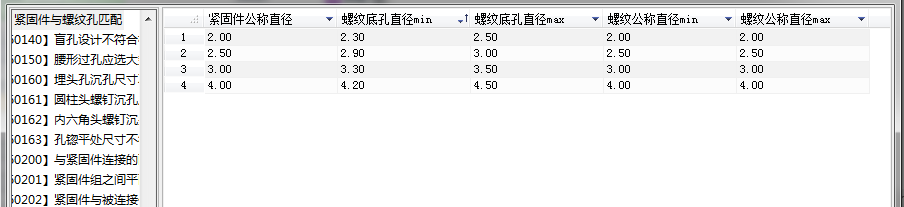 紧固件与螺纹孔匹配
60140】盲孔设计不符合
60150】腰形过孔应选大
60160】埋头孔沉孔尺寸
60161】圆柱头螺钉沉孔
60162】内六角头螺钉沉
60163】孔锪平处尺寸不
60200】与紧固件连接的
60201】紧固件组之间平
60202】紧固件与被连接
紧固件公称直径 螺纹底孔直径min 螺纹底孔直径max 螺纹公称直径min 螺纹公称直径max
1 2.00 2.30 2.50 2.00 2.00
2 2.50 2.90 3.00 2.50 2.50
3 3.00 3.30 3.50 3.00 3.00
4 4.00 4.20 4.50 4.00 4.00